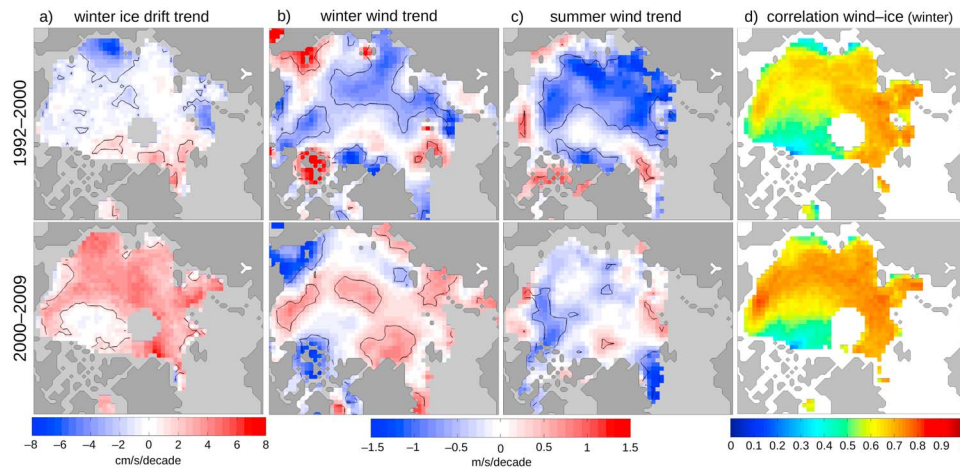 a) winter ice drift trend
b) winter wind trend
c) summer wind trend
d) correlation wind–ice (winter)
1992–2000
2000–2009
–8 –6 –4 –2 0 2 4 6 8
cm/s/decade
–1.5 –1 –0.5 0 0.5 1 1.5
m/s/decade
0 0.1 0.2 0.3 0.4 0.5 0.6 0.7 0.8 0.9